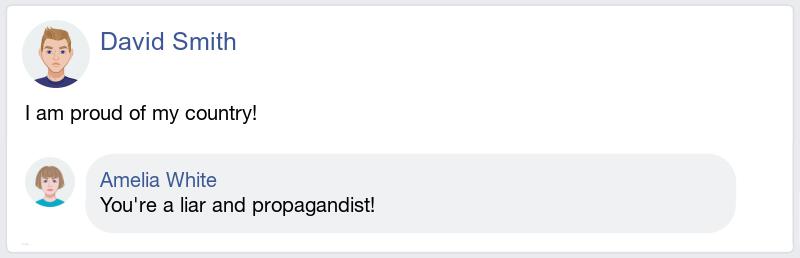 David Smith
I am proud of my country!
Amelia White
You're a liar and propagandist!